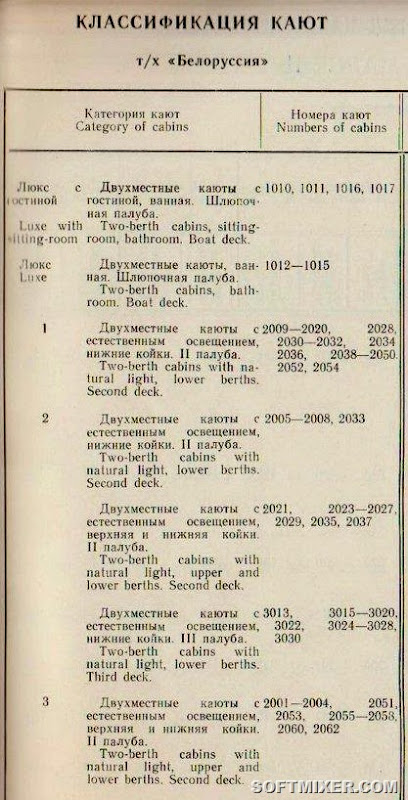 КЛАССИФИКАЦИЯ КАЮТ
т/х «Белоруссия»
Категория кают
Category of cabins
Номера кают
Numbers of cabins
Люкс с гостиной
Luxe with sitting-room
Двухместные каюты с
гостиной, ванная. Шлюпоч-
ная палуба.
Two-berth cabins, sitting-
room, bathroom. Boat deck.
1010, 1011, 1016, 1017
Люкс
Luxe
Двухместные каюты, ван-
ная. Шлюпочная палуба.
Two-berth cabins, bath-
room. Boat deck.
1012—1015
1
Двухместные каюты с
естественным освещением,
нижние койки. II палуба.
Two-berth cabins with na-
tural light, lower berths.
Second deck.
2009—2020, 2028,
2030—2032, 2034
2036, 2038—2050.
2052, 2054
2
Двухместные каюты с
естественным освещением,
нижние койки. II палуба.
Two-berth cabins with
natural light, lower berths.
Second deck.
2005—2008, 2033
Двухместные каюты с
естественным освещением,
верхняя и нижняя койки.
II палуба.
Two-berth cabins with
natural light, upper and
lower berths. Second deck.
2021, 2023—2027,
2029, 2035, 2037
Двухместные каюты с
естественным освещением,
нижние койки. III палуба.
Two-berth cabins with
natural light, lower berths.
Third deck.
3013, 3015—3020,
3022, 3024—3028,
3030
3
Двухместные каюты с
естественным освещением,
верхняя и нижняя койки.
II палуба.
Two-berth cabins with
natural light, upper and
lower berths. Second deck.
2001—2004, 2051,
2053, 2055—2058,
2060, 2062
SOFTMIXER.COM